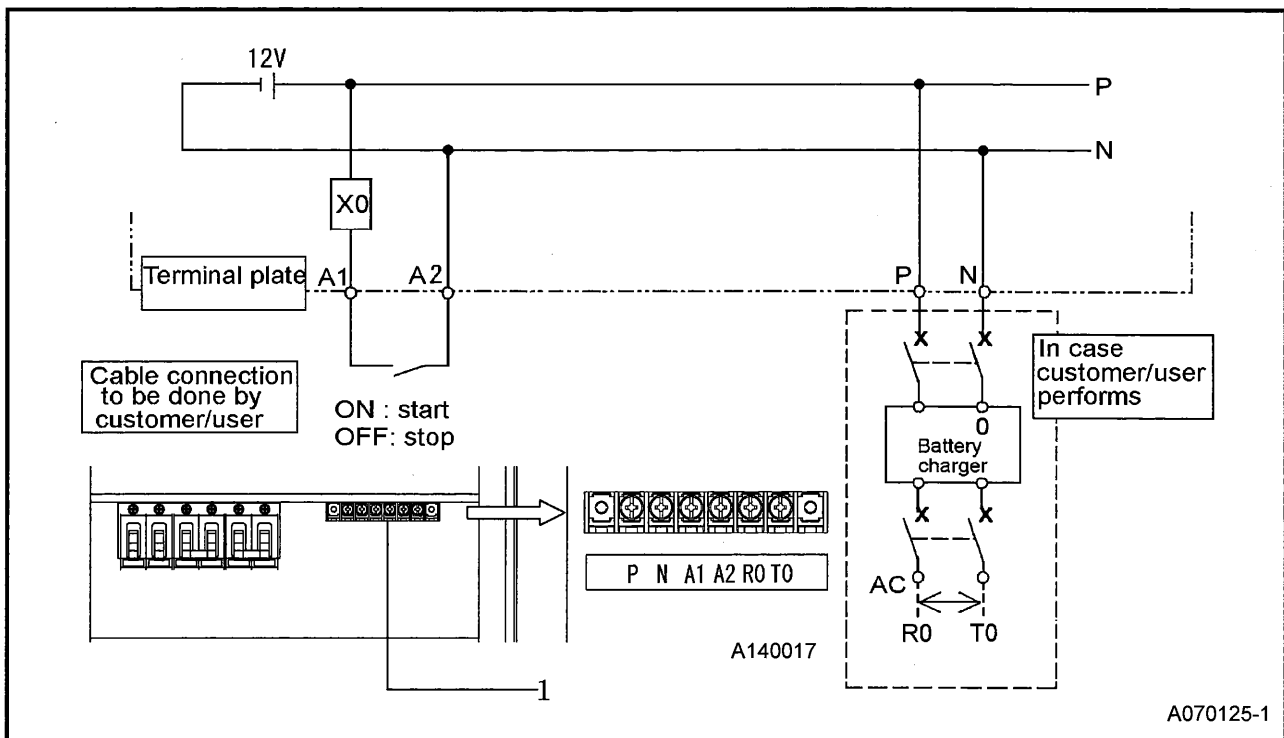 12V
P
N
X0
Terminal plate
A1
A2
P
N
Cable connection
to be done by
customer/user
ON : start
OFF: stop
In case
customer/user
performs
0
Battery
charger
P N A1 A2 R0 T0
AC
R0
T0
A140017
1
A070125-1